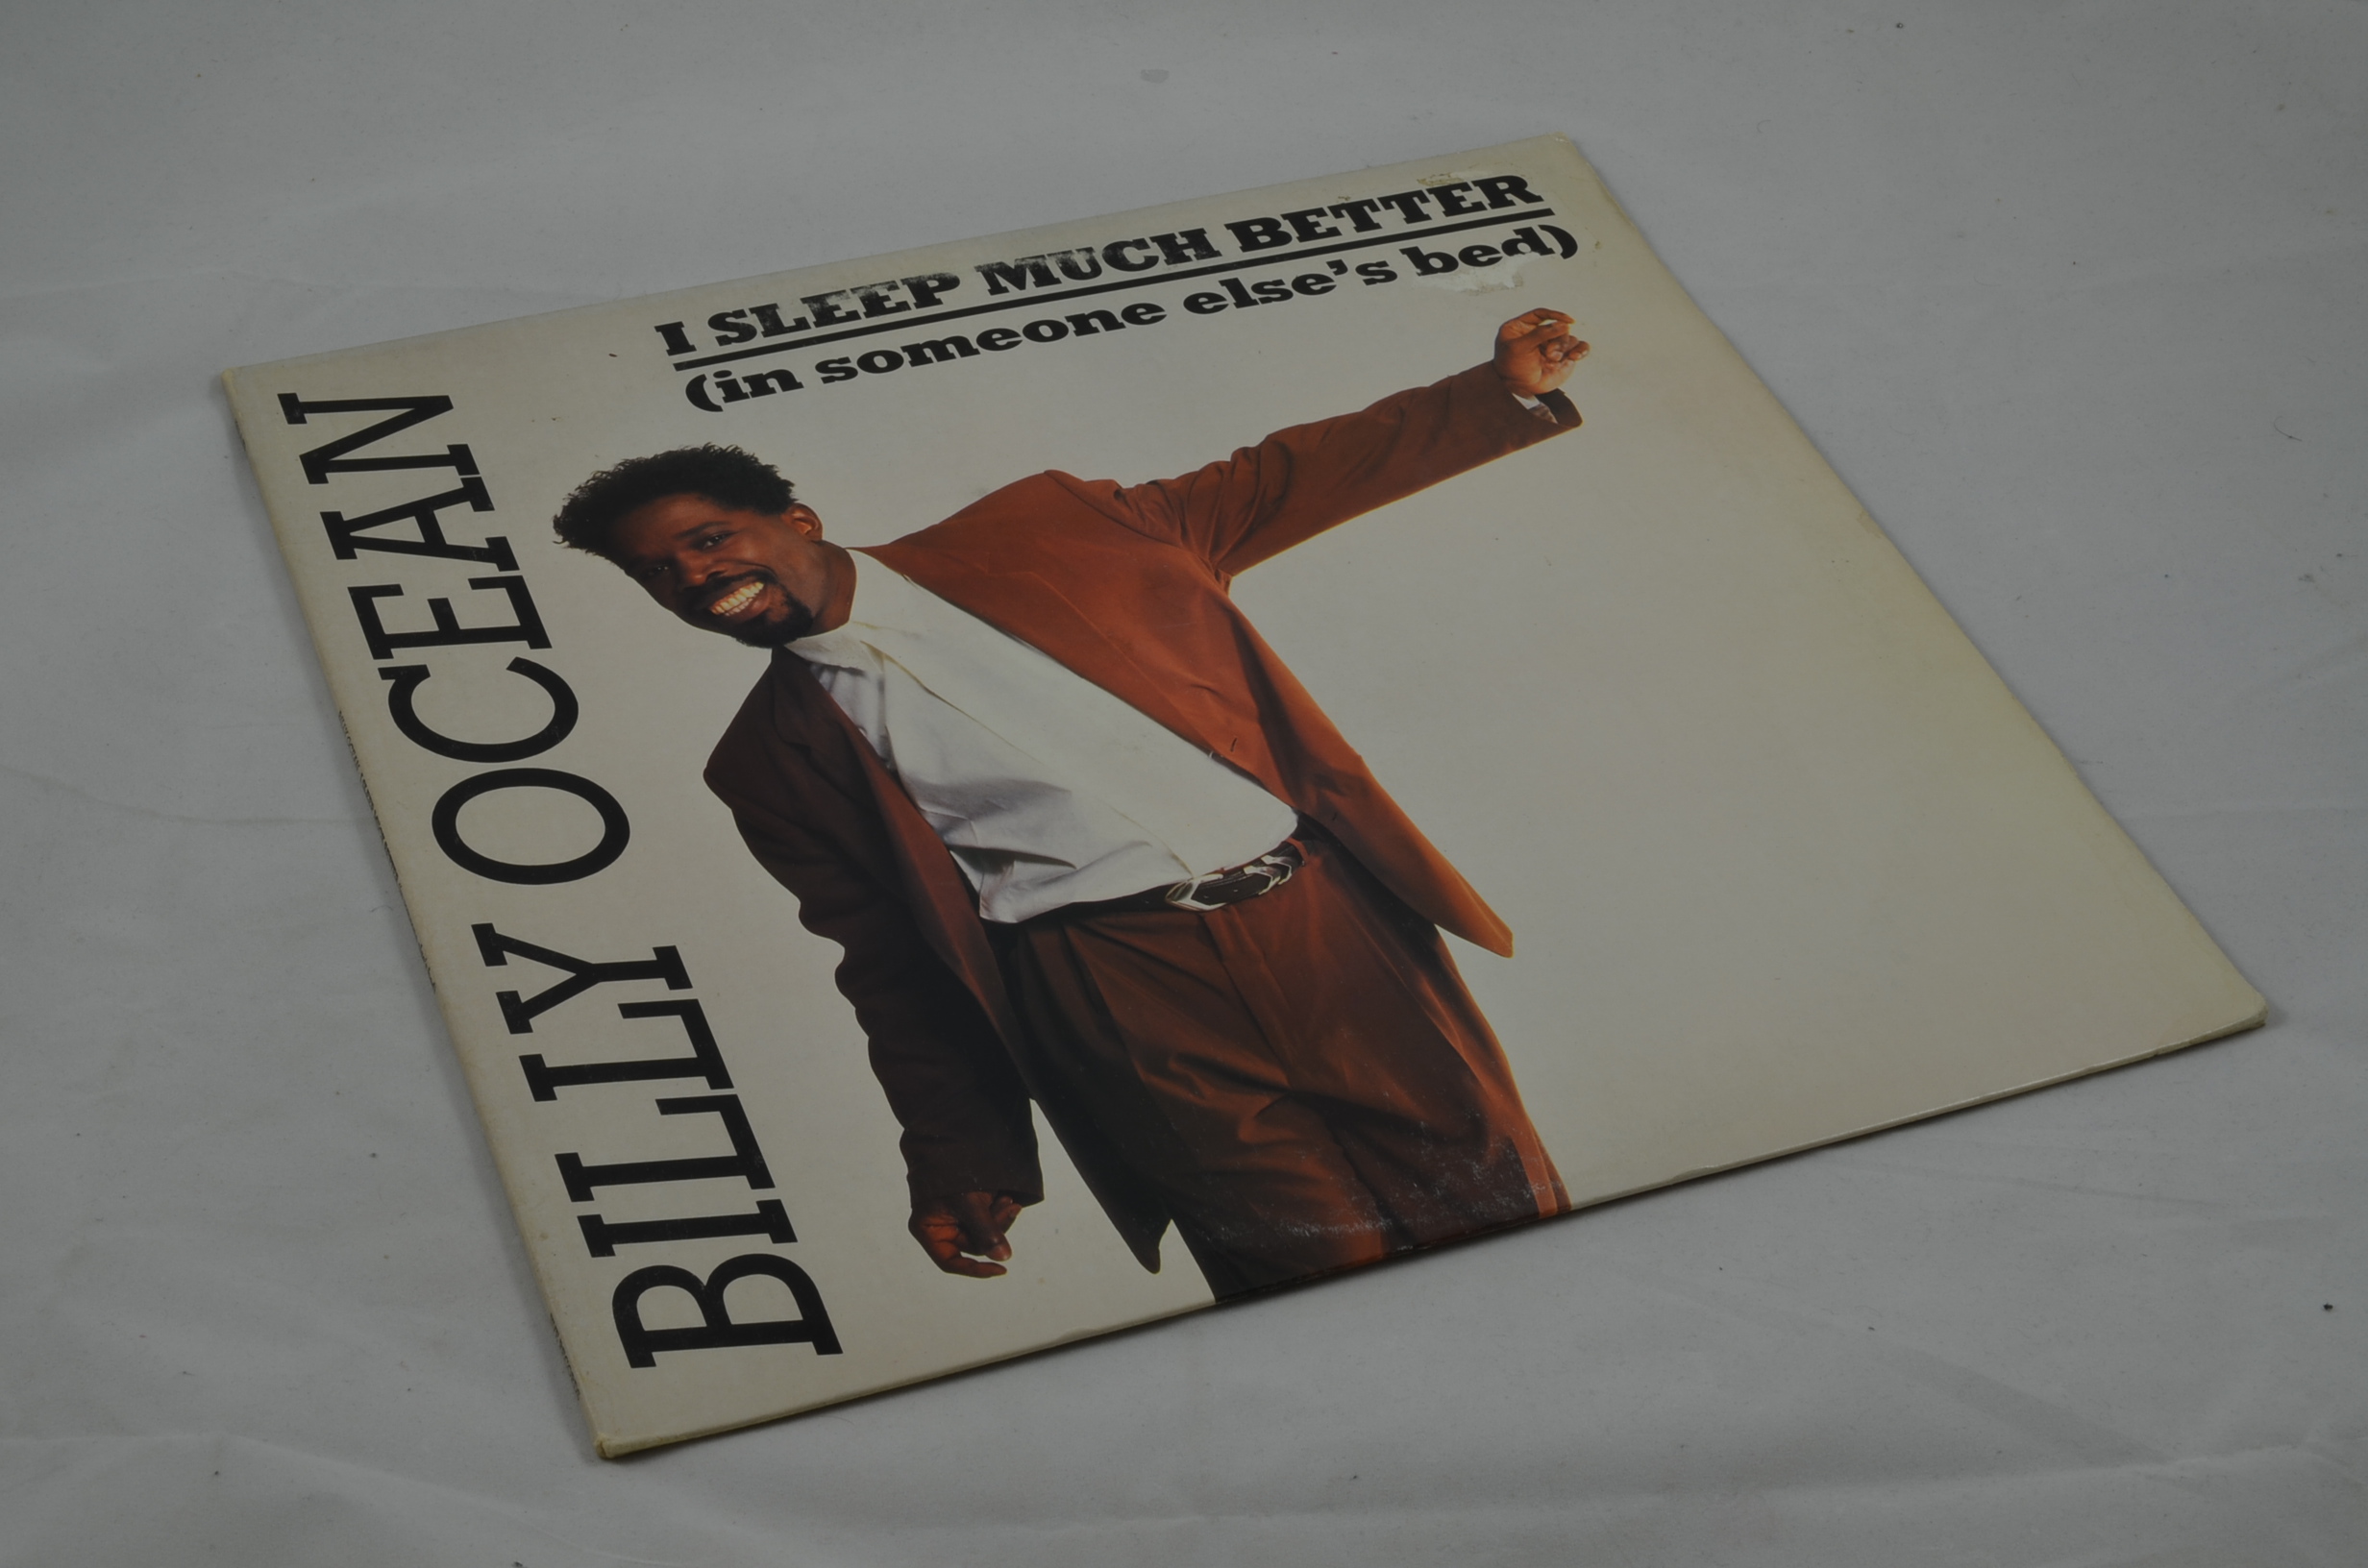 I SLEEP MUCH BETTER
(in someone else's bed)
BILLY OCEAN